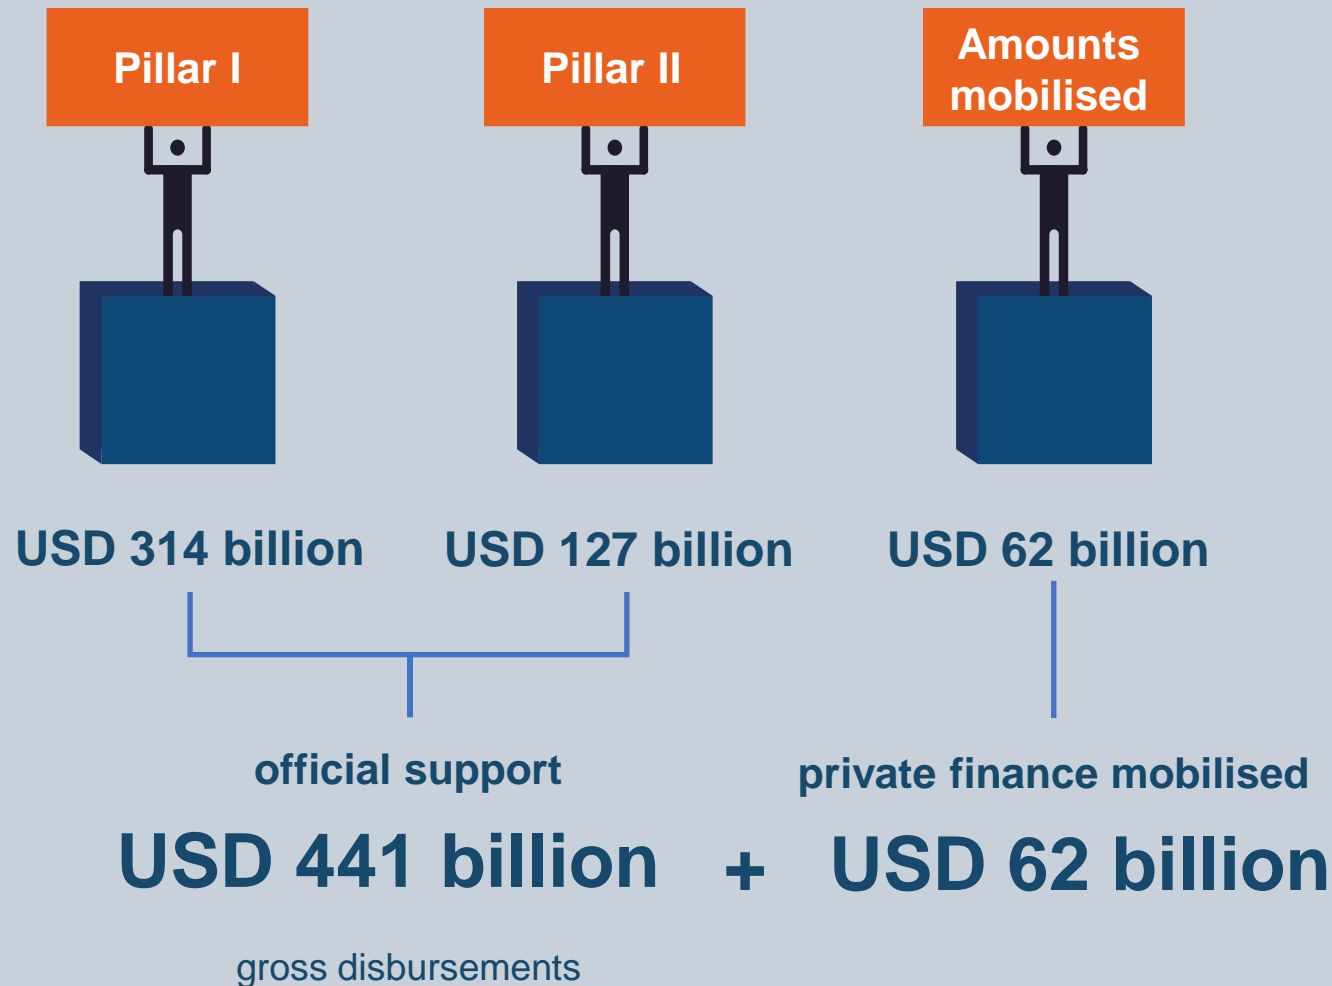 Pillar I
Pillar II
Amounts
mobilised
USD 314 billion
USD 127 billion
USD 62 billion
official support
private finance mobilised
USD 441 billion + USD 62 billion
gross disbursements